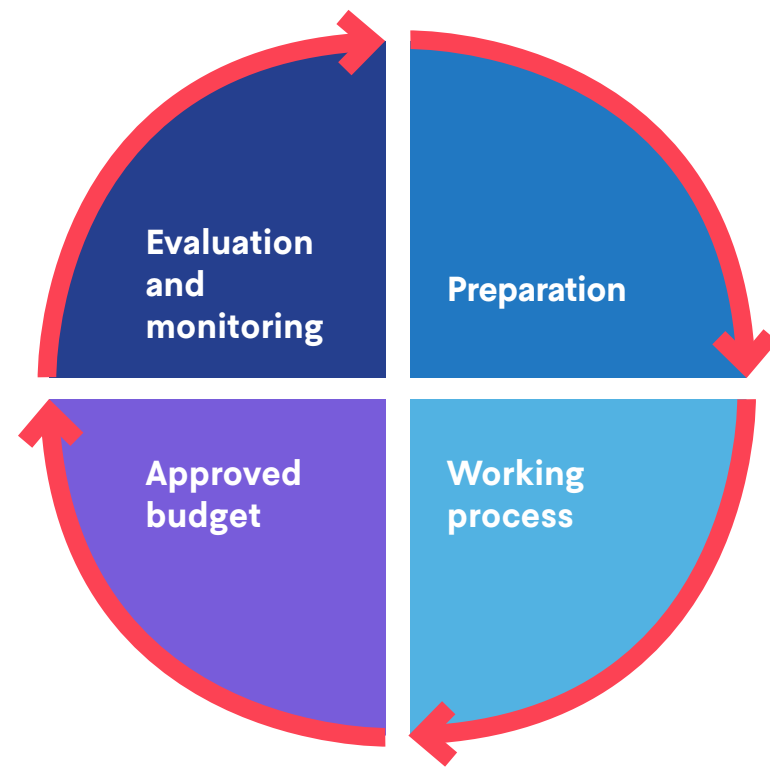 Evaluation
and
monitoring
Preparation
Approved
budget
Working
process